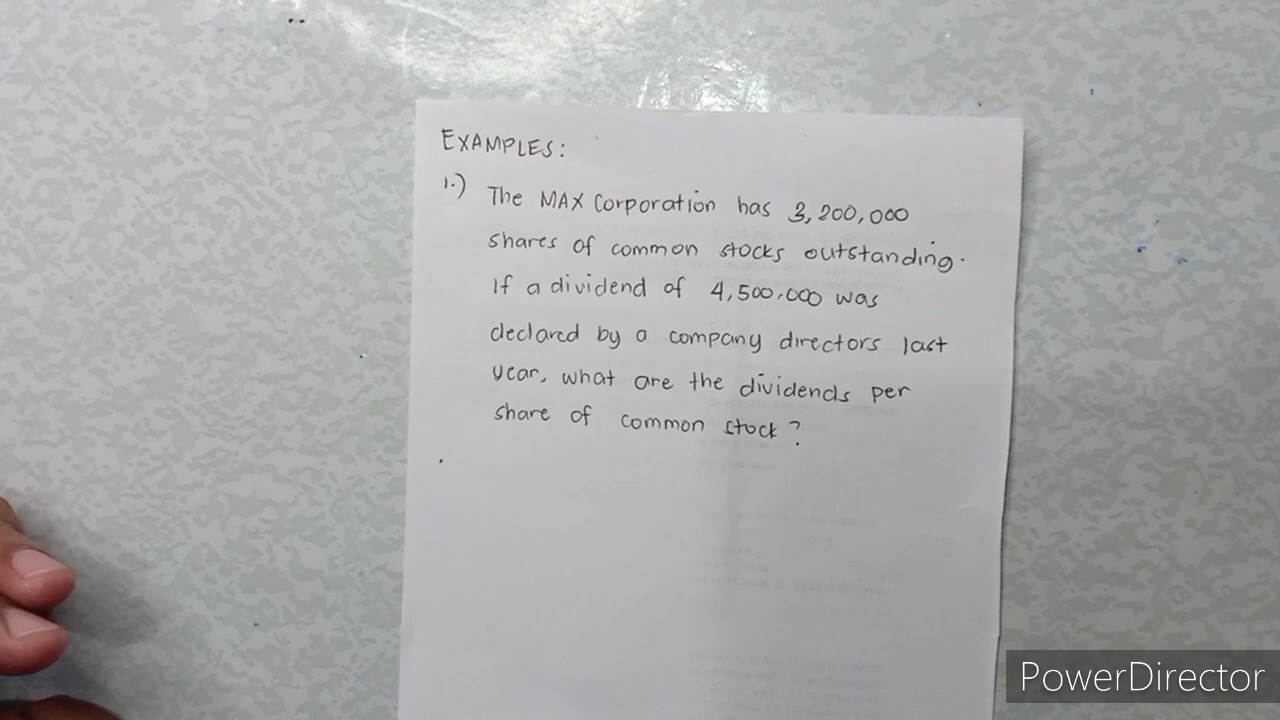 EXAMPLES:
1.) The MAX Corporation has 3,200,000
shares of common stocks outstanding.
If a dividend of 4,500,000 was
declared by a company directors last
year, what are the dividends per
share of common stock?
PowerDirector